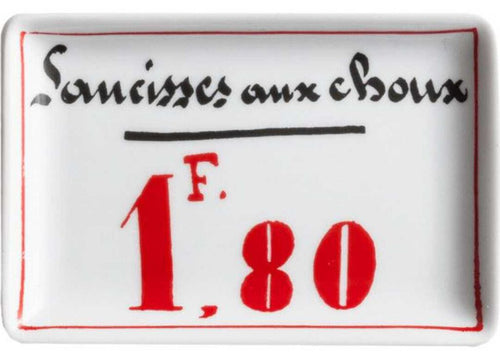 Saucisses aux choux
1F.,80